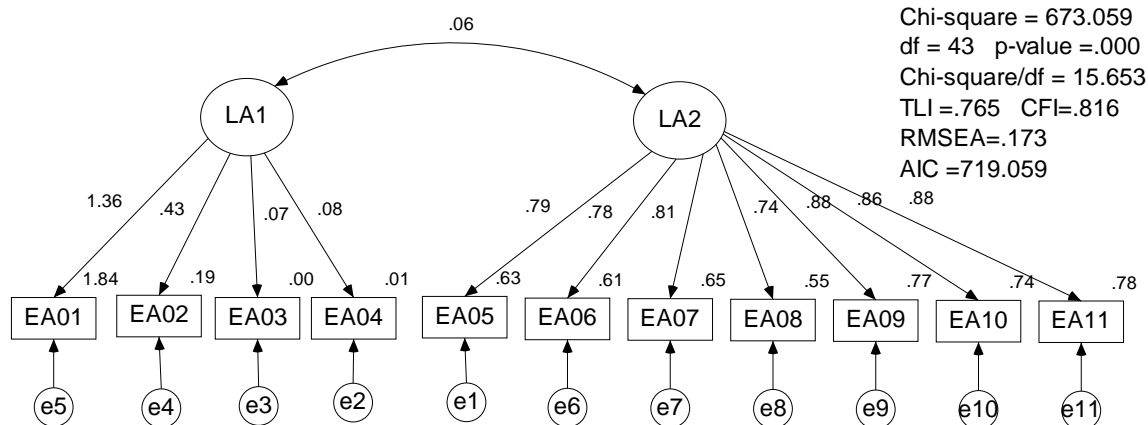 Chi-square = 673.059
df = 43 p-value =.000
Chi-square/df = 15.653
TLI =.765 CFI=.816
RMSEA=.173
AIC =719.059
.06
LA1 LA2
1.36 .43 .07 .08 .79 .78 .81 .74 .88 .86 .88
1.84 .19 .00 .01 .63 .61 .65 .55 .77 .74 .78
EA01 EA02 EA03 EA04 EA05 EA06 EA07 EA08 EA09 EA10 EA11
e5 e4 e3 e2 e1 e6 e7 e8 e9 e10 e11